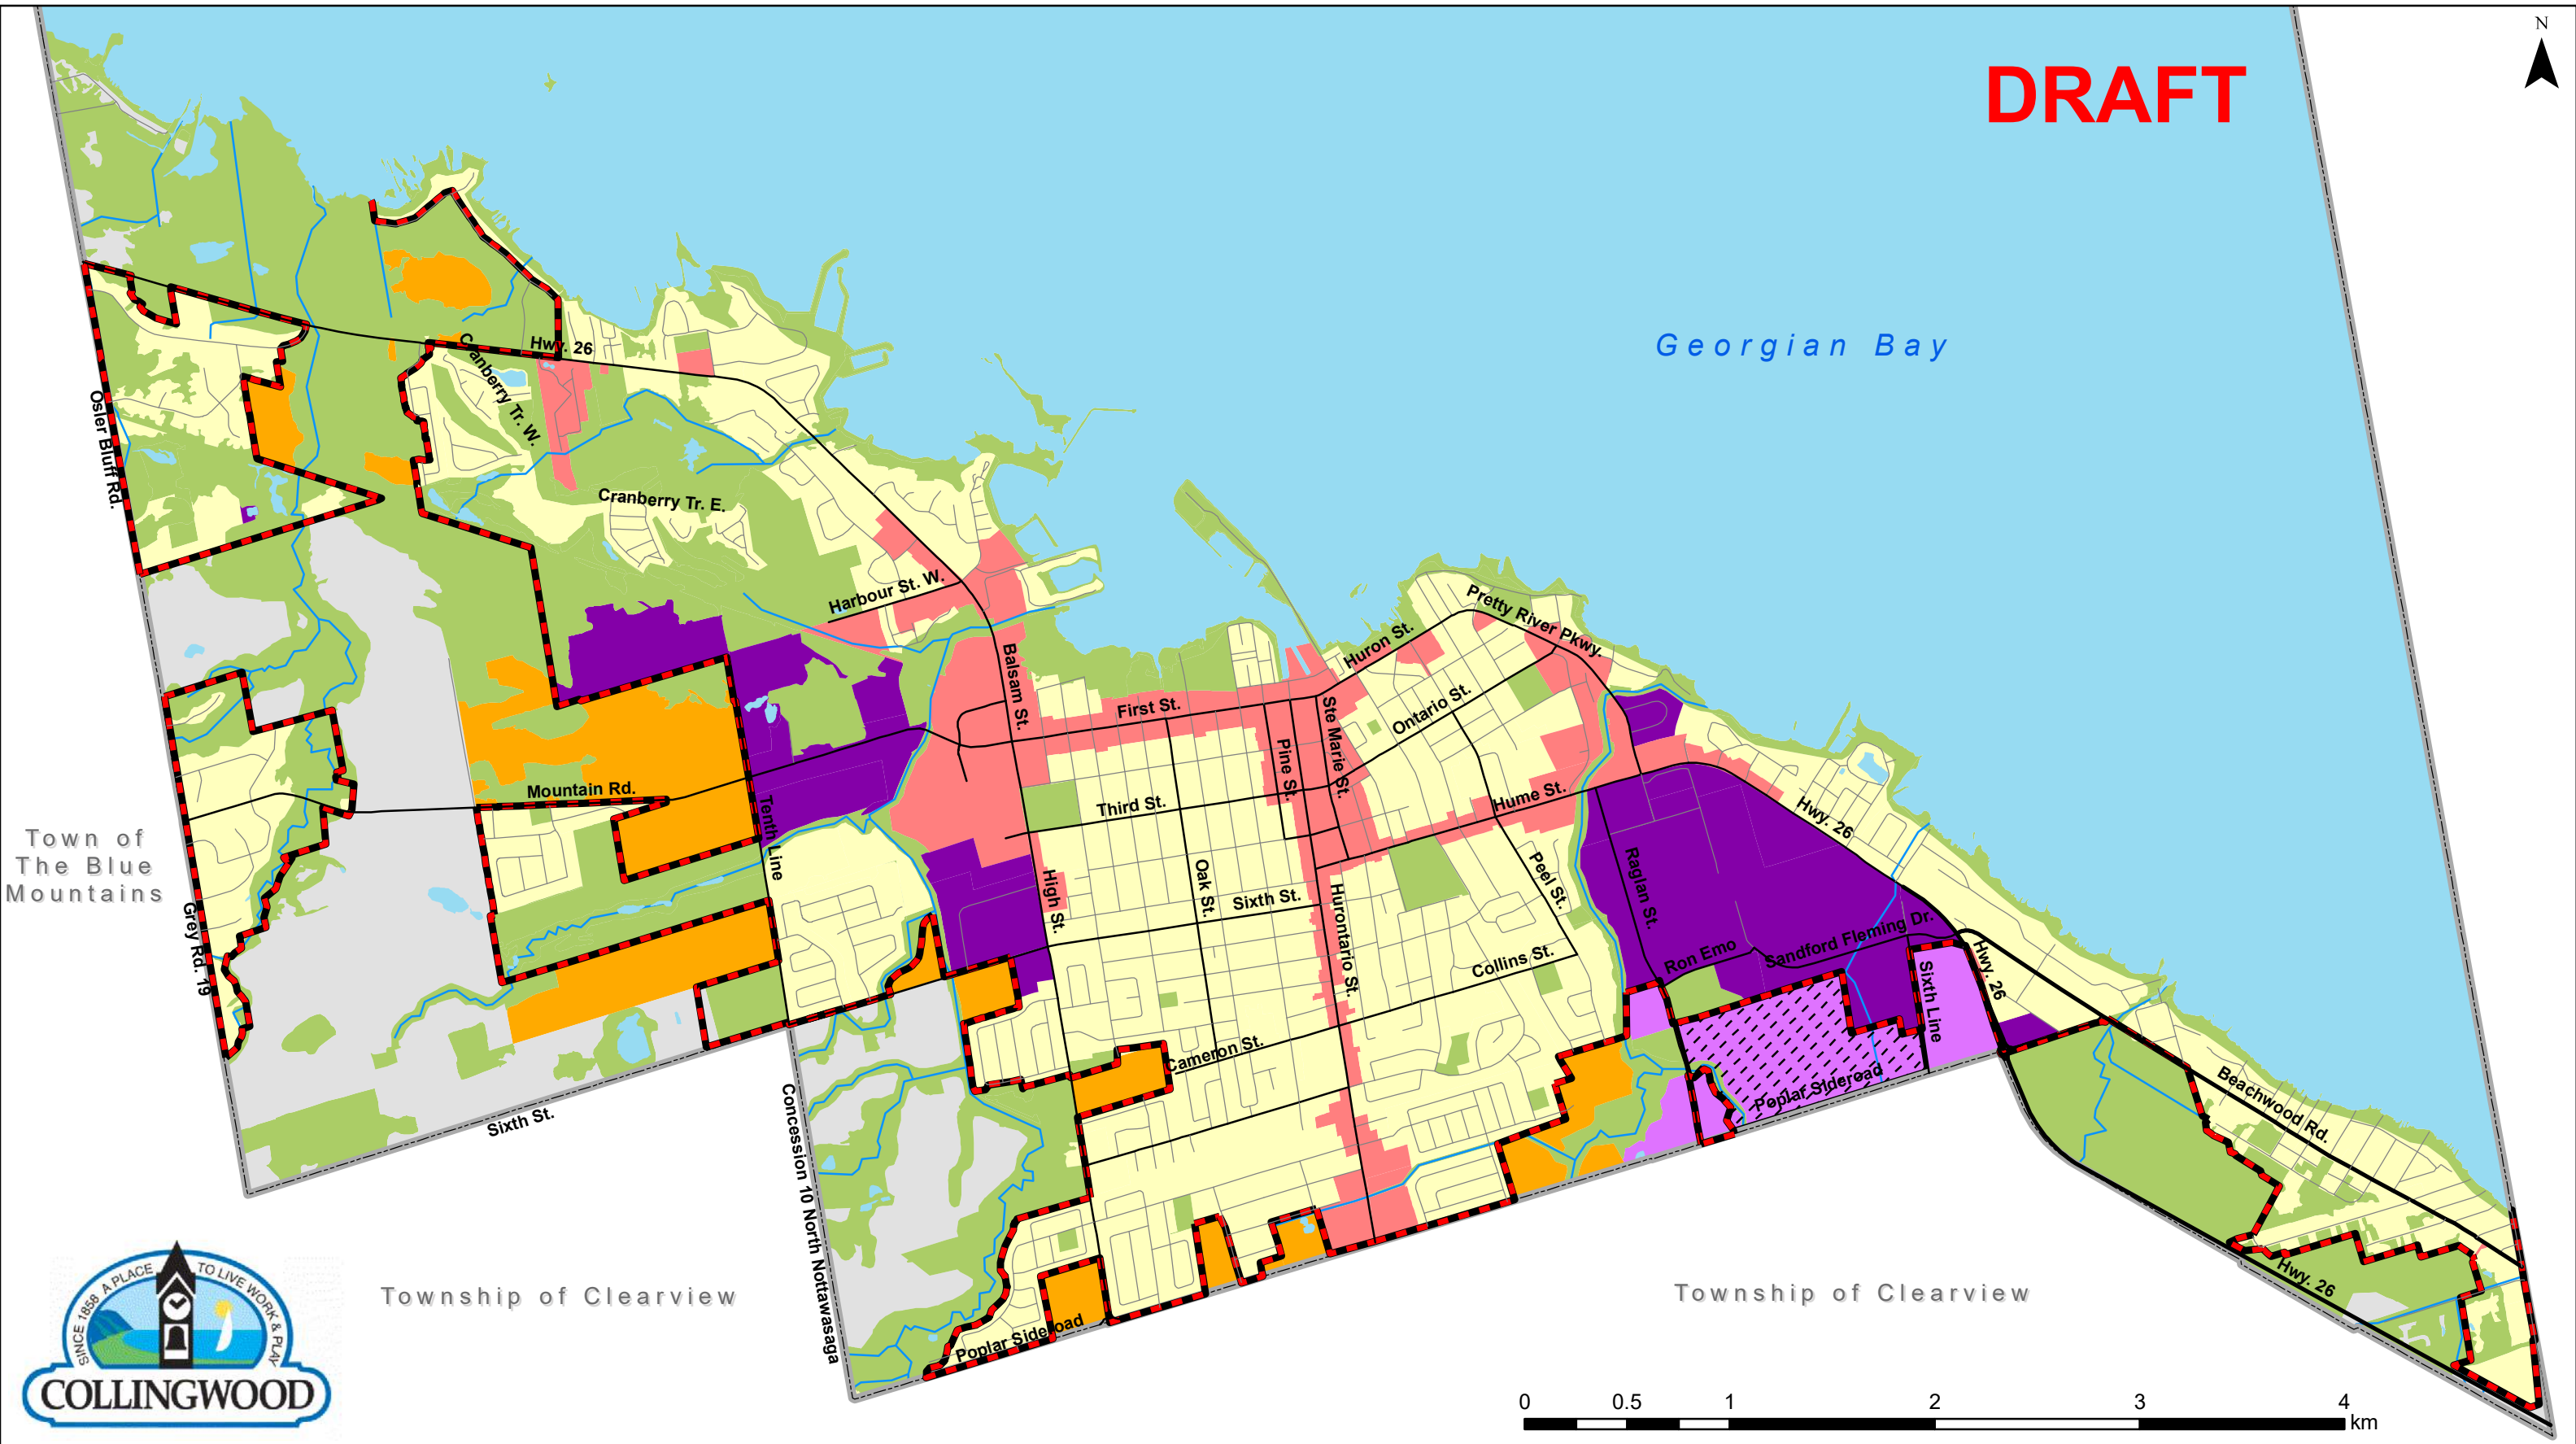 N
DRAFT
Georgian Bay
Hwy. 26
Cranberry Tr. W.
Osler Bluff Rd.
Cranberry Tr. E.
Harbour St. W.
Pretty River Pkwy.
Huron St.
Balsam St.
First St.
Ontario St.
Ste Marie St.
Pine St.
Mountain Rd.
Tenth Line
Third St.
Hume St.
Hwy. 26
Town of
The Blue
Mountains
Grey Rd. 19
High St.
Oak St.
Sixth St.
Hurontario St.
Peel St.
Raglan St.
Collins St.
Ron Emo
Sandford Fleming Dr.
Sixth Line
Hwy. 26
Cameron St.
Poplar Sideroad
Beachwood Rd.
Sixth St.
Concession 10 North Nottawasaga
Hwy. 26
Township of Clearview
Township of Clearview
Poplar Sideroad
SINCE 1858 A PLACE TO LIVE WORK & PLAY
COLLINGWOOD
0 0.5 1 2 3 4
km